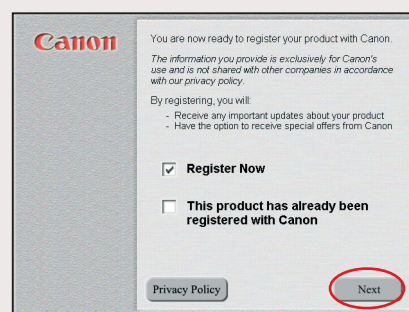 Canon
You are now ready to register your product with Canon.
The information you provide is exclusively for Canon's
use and is not shared with other companies in accordance
with our privacy policy.
By registering, you will:
- Receive any important updates about your product
- Have the option to receive special offers from Canon
Register Now
This product has already been
registered with Canon
Privacy Policy
Next